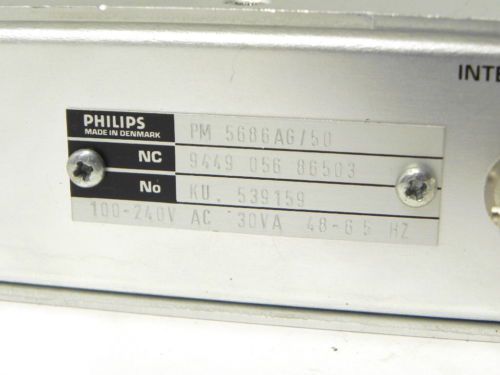 INTE
PHILIPS
MADE IN DENMARK
PM 5686AG/50
NC 9449 056 86503
No KU. 539159
100-240V AC 30VA 48-65 HZ